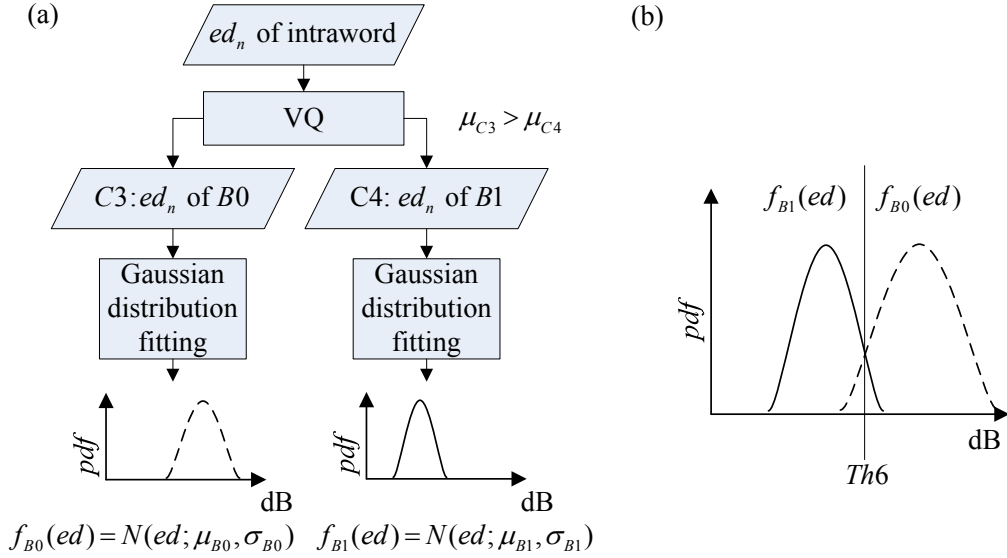 (a)
ed_n of intraword
VQ
μ_C3 > μ_C4
C3: ed_n of B0
C4: ed_n of B1
Gaussian
distribution
fitting
Gaussian
distribution
fitting
pdf
dB
pdf
dB
f_B0(ed) = N(ed; μ_B0, σ_B0)
f_B1(ed) = N(ed; μ_B1, σ_B1)
(b)
f_B1(ed)
f_B0(ed)
pdf
dB
Th6